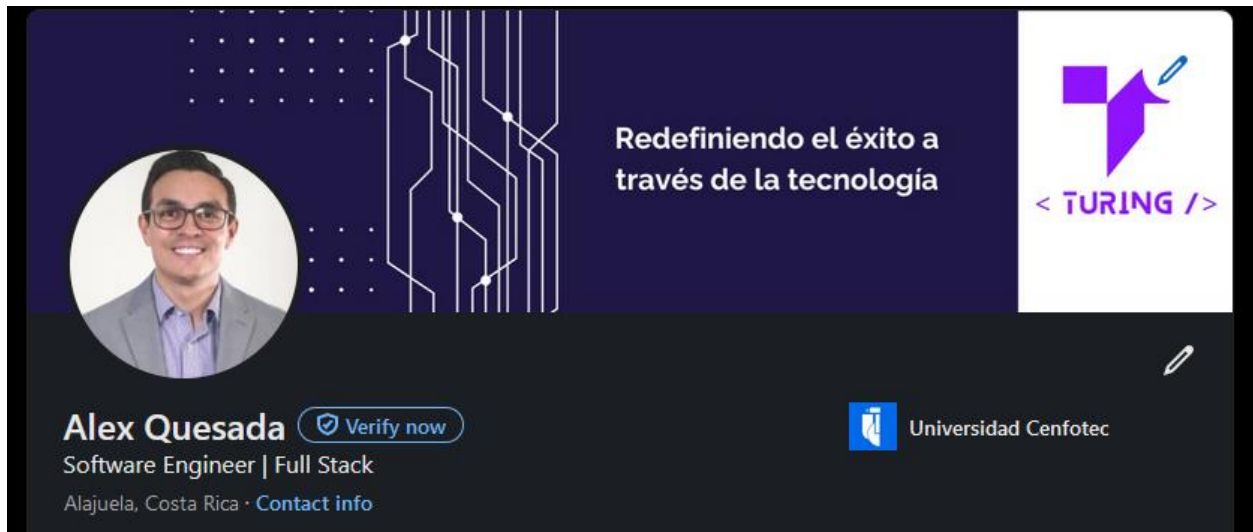 Redefiniendo el éxito a
través de la tecnología
< TURING />
Alex Quesada Verify now
Universidad Cenfotec
Software Engineer | Full Stack
Alajuela, Costa Rica · Contact info